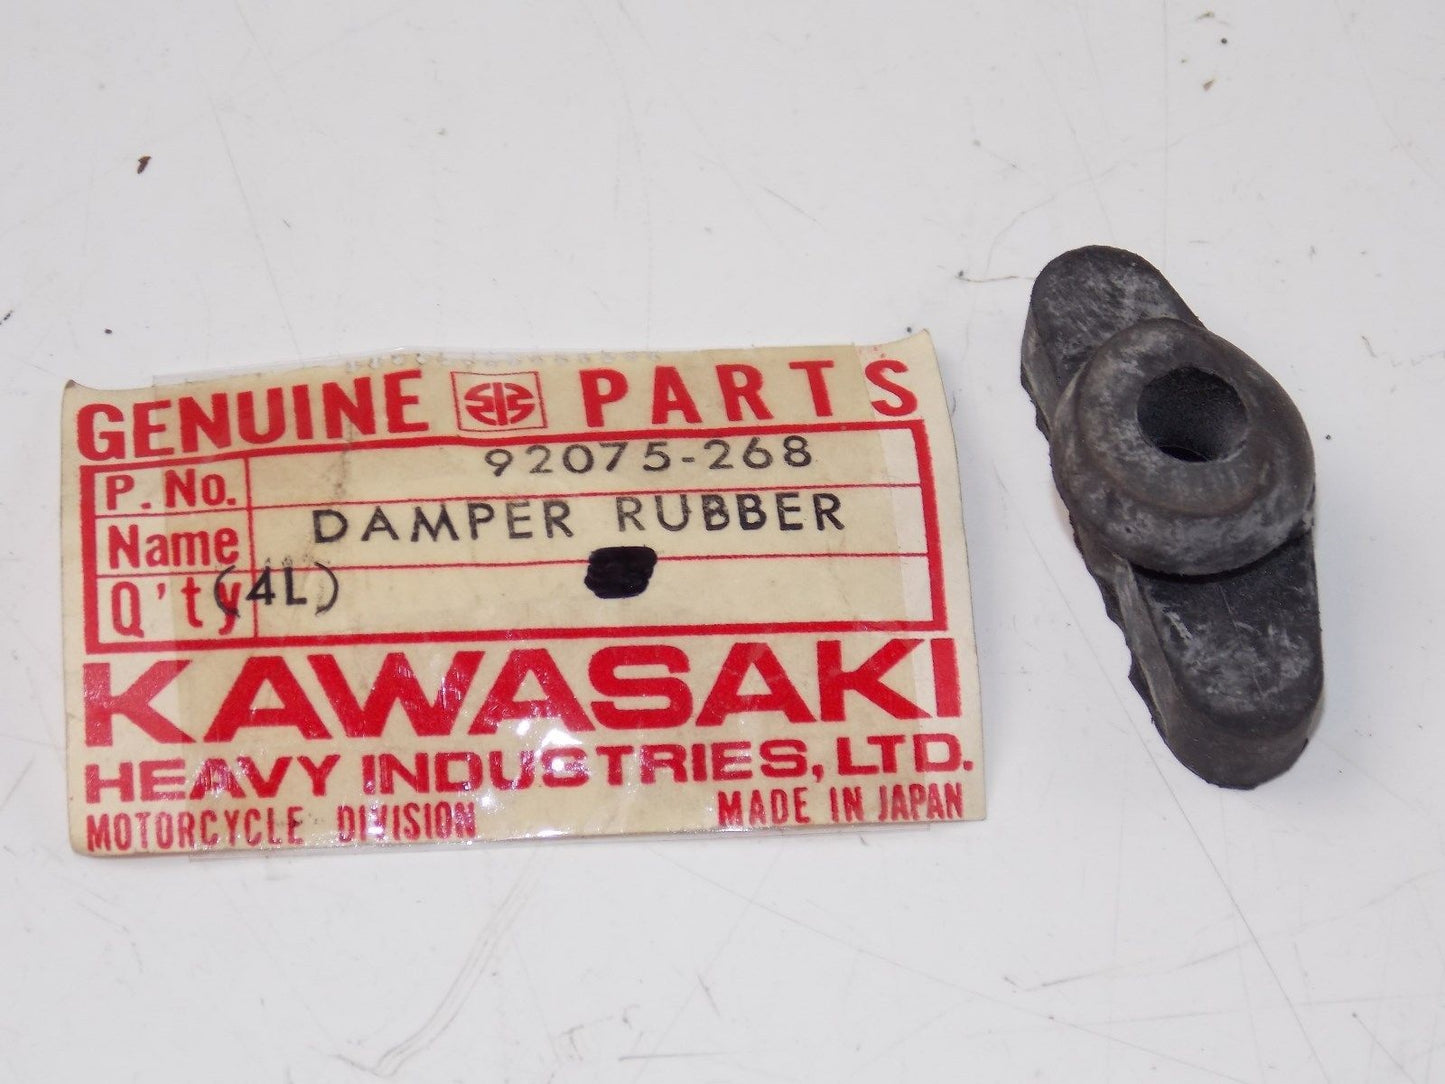 GENUINE PARTS
P. No. 92075-268
Name DAMPER RUBBER
Q'ty (4L)
KAWASAKI
HEAVY INDUSTRIES, LTD.
MOTORCYCLE DIVISION MADE IN JAPAN